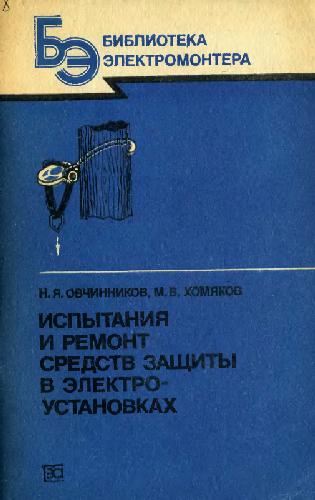 БЭ
БИБЛИОТЕКА
ЭЛЕКТРОМОНТЕРА
Н. Я. ОВЧИННИКОВ, М. В. ХОМЯКОВ
ИСПЫТАНИЯ
И РЕМОНТ
СРЕДСТВ ЗАЩИТЫ
В ЭЛЕКТРО-
УСТАНОВКАХ